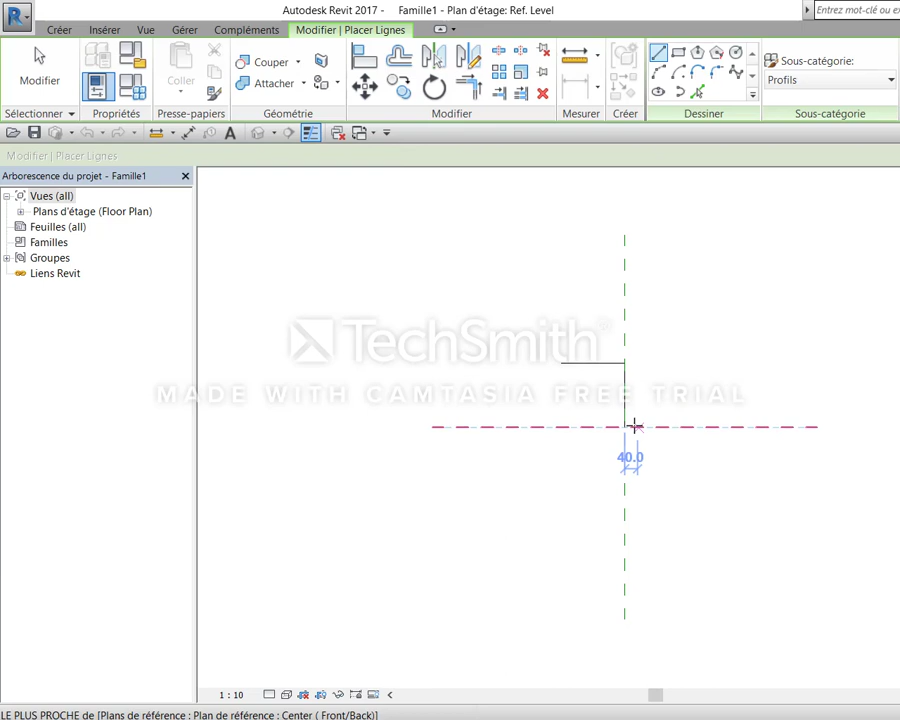 Autodesk Revit 2017 - Famille1 - Plan d'étage: Ref. Level
Entrez mot-clé ou ex
Créer Insérer Vue Gérer Compléments Modifier | Placer Lignes
Modifier
Coller
Couper
Attacher
Sous-catégorie:
Profils
Sélectionner Propriétés Presse-papiers Géométrie Modifier Mesurer Créer Dessiner Sous-catégorie
Modifier | Placer Lignes
Arborescence du projet - Famille1
Vues (all)
Plans d'étage (Floor Plan)
Feuilles (all)
Familles
Groupes
Liens Revit
TechSmith
MADE WITH CAMTASIA FREE TRIAL
40.0
1 : 10
LE PLUS PROCHE de [Plans de référence : Plan de référence : Center ( Front/Back)]